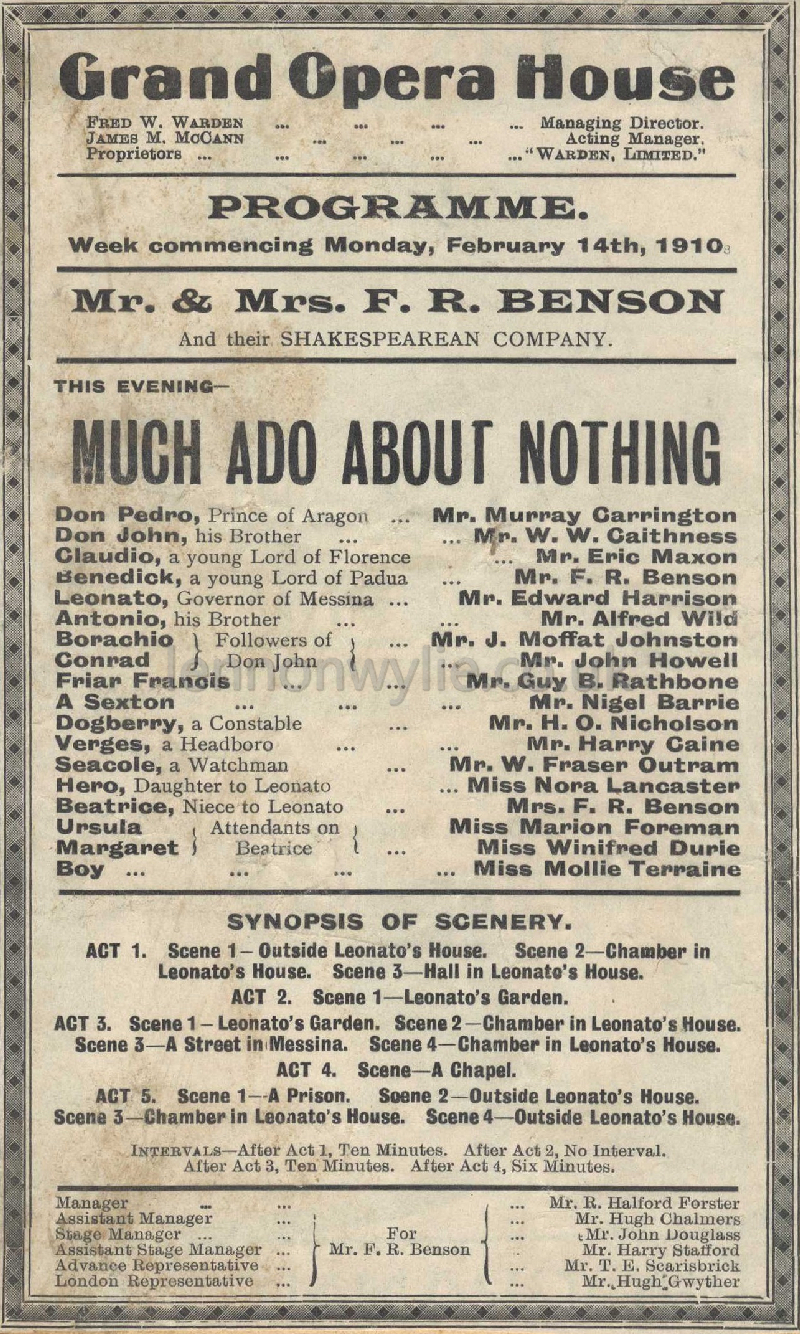 Grand Opera House
FRED W. WARDEN ... ... ... ... Managing Director.
JAMES M. McCANN ... ... ... Acting Manager.
Proprietors ... ... ... ... ..."WARDEN, LIMITED."
PROGRAMME.
Week commencing Monday, February 14th, 1910
Mr. & Mrs. F. R. BENSON
And their SHAKESPEAREAN COMPANY.
THIS EVENING—
MUCH ADO ABOUT NOTHING
Don Pedro, Prince of Aragon ... Mr. Murray Carrington
Don John, his Brother ... ... Mr. W. W. Caithness
Claudio, a young Lord of Florence ... Mr. Eric Maxon
Benedick, a young Lord of Padua ... Mr. F. R. Benson
Leonato, Governor of Messina ... Mr. Edward Harrison
Antonio, his Brother ... ... Mr. Alfred Wild
Borachio } Followers of { ... Mr. J. Moffat Johnston
Conrad } Don John { ... Mr. John Howell
Friar Francis ... ... Mr. Guy B. Rathbone
A Sexton ... ... ... Mr. Nigel Barrie
Dogberry, a Constable ... Mr. H. O. Nicholson
Verges, a Headboro ... ... Mr. Harry Caine
Seacole, a Watchman ... Mr. W. Fraser Outram
Hero, Daughter to Leonato ... Miss Nora Lancaster
Beatrice, Niece to Leonato ... Mrs. F. R. Benson
Ursula } Attendants on { Miss Marion Foreman
Margaret } Beatrice { ... Miss Winifred Durie
Boy ... ... ... ... Miss Mollie Terraine
SYNOPSIS OF SCENERY.
ACT 1. Scene 1—Outside Leonato's House. Scene 2—Chamber in
Leonato's House. Scene 3—Hall in Leonato's House.
ACT 2. Scene 1—Leonato's Garden.
ACT 3. Scene 1—Leonato's Garden. Scene 2—Chamber in Leonato's House.
Scene 3—A Street in Messina. Scene 4—Chamber in Leonato's House.
ACT 4. Scene—A Chapel.
ACT 5. Scene 1—A Prison. Scene 2—Outside Leonato's House.
Scene 3—Chamber in Leonato's House. Scene 4—Outside Leonato's House.
INTERVALS—After Act 1, Ten Minutes. After Act 2, No Interval.
After Act 3, Ten Minutes. After Act 4, Six Minutes.
Manager ... ... ... Mr. R. Halford Forster
Assistant Manager ... ... Mr. Hugh Chalmers
Stage Manager ... ... For ... Mr. John Douglass
Assistant Stage Manager ... Mr. F. R. Benson Mr. Harry Stafford
Advance Representative ... ... Mr. T. E. Scarisbrick
London Representative ... ... Mr. Hugh Gwyther